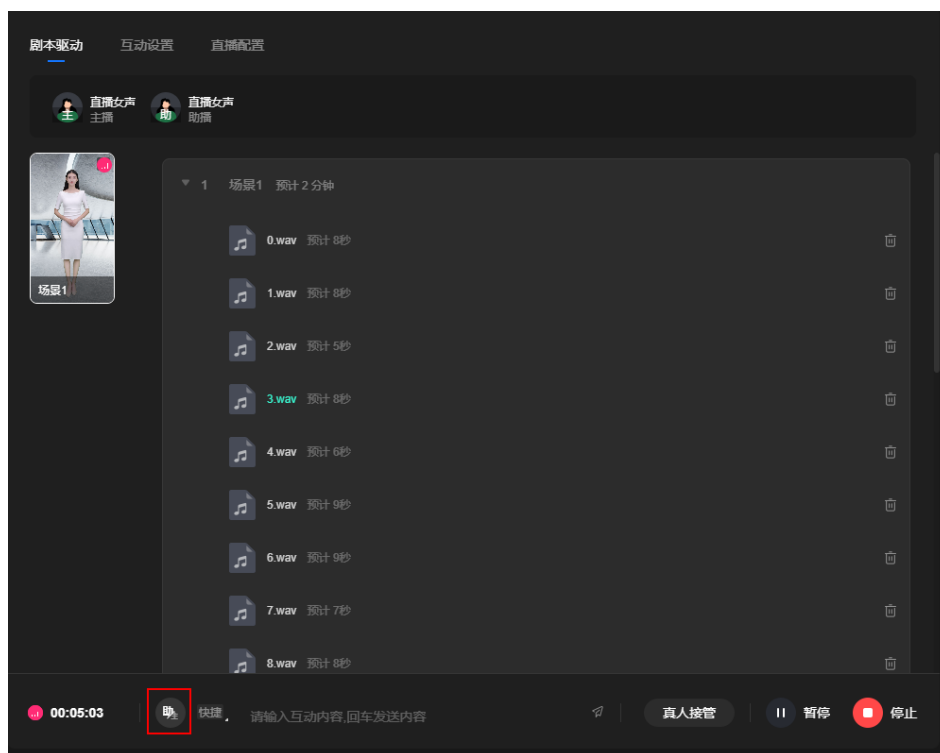 剧本驱动 互动设置 直播配置
主 直播女声 助 直播女声
主播 助播
1 场景1 预计 2 分钟
0.wav 预计 8秒
1.wav 预计 8秒
场景1
2.wav 预计 5秒
3.wav 预计 8秒
4.wav 预计 6秒
5.wav 预计 9秒
6.wav 预计 9秒
7.wav 预计 7秒
8.wav 预计 8秒
00:05:03 助主 快捷 请输入互动内容,回车发送内容 真人接管 暂停 停止